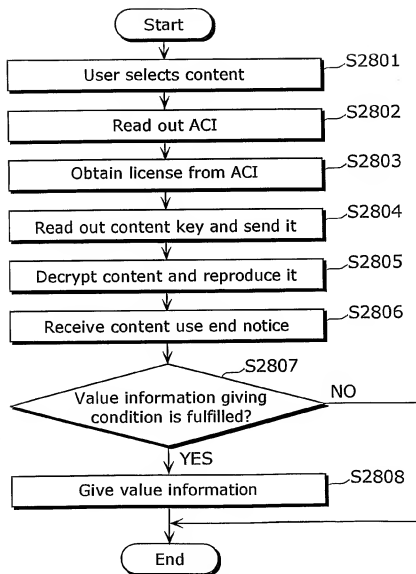 Start
S2801
User selects content
S2802
Read out ACI
S2803
Obtain license from ACI
S2804
Read out content key and send it
S2805
Decrypt content and reproduce it
S2806
Receive content use end notice
S2807
Value information giving
condition is fulfilled?
NO
YES
S2808
Give value information
End